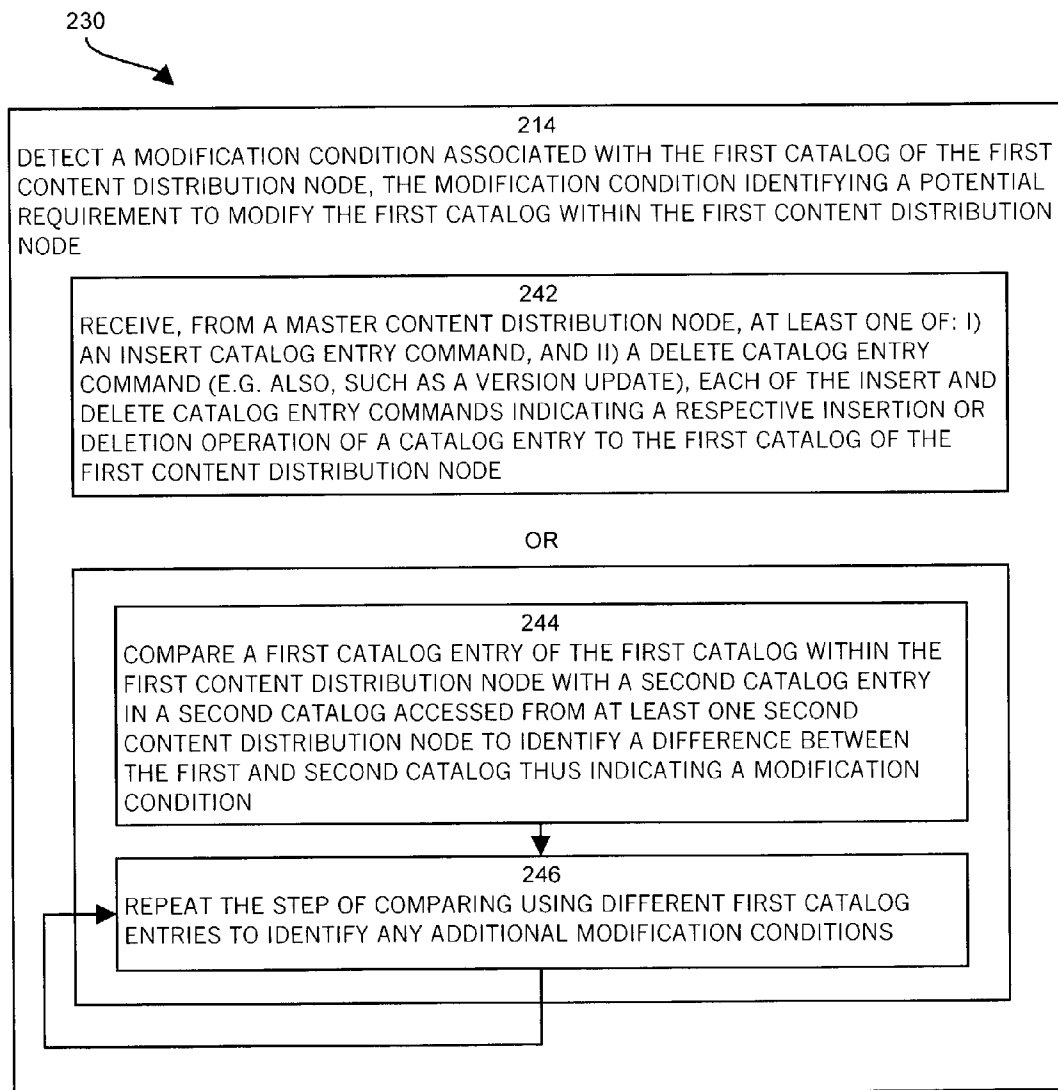 230
214
DETECT A MODIFICATION CONDITION ASSOCIATED WITH THE FIRST CATALOG OF THE FIRST
CONTENT DISTRIBUTION NODE, THE MODIFICATION CONDITION IDENTIFYING A POTENTIAL
REQUIREMENT TO MODIFY THE FIRST CATALOG WITHIN THE FIRST CONTENT DISTRIBUTION
NODE
242
RECEIVE, FROM A MASTER CONTENT DISTRIBUTION NODE, AT LEAST ONE OF: I)
AN INSERT CATALOG ENTRY COMMAND, AND II) A DELETE CATALOG ENTRY
COMMAND (E.G. ALSO, SUCH AS A VERSION UPDATE), EACH OF THE INSERT AND
DELETE CATALOG ENTRY COMMANDS INDICATING A RESPECTIVE INSERTION OR
DELETION OPERATION OF A CATALOG ENTRY TO THE FIRST CATALOG OF THE
FIRST CONTENT DISTRIBUTION NODE
OR
244
COMPARE A FIRST CATALOG ENTRY OF THE FIRST CATALOG WITHIN THE
FIRST CONTENT DISTRIBUTION NODE WITH A SECOND CATALOG ENTRY
IN A SECOND CATALOG ACCESSED FROM AT LEAST ONE SECOND
CONTENT DISTRIBUTION NODE TO IDENTIFY A DIFFERENCE BETWEEN
THE FIRST AND SECOND CATALOG THUS INDICATING A MODIFICATION
CONDITION
246
REPEAT THE STEP OF COMPARING USING DIFFERENT FIRST CATALOG
ENTRIES TO IDENTIFY ANY ADDITIONAL MODIFICATION CONDITIONS